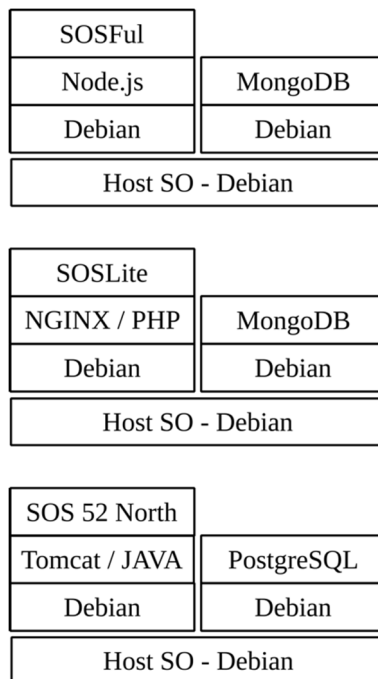 SOSFul
Node.js MongoDB
Debian Debian
Host SO - Debian
SOSLite
NGINX / PHP MongoDB
Debian Debian
Host SO - Debian
SOS 52 North
Tomcat / JAVA PostgreSQL
Debian Debian
Host SO - Debian